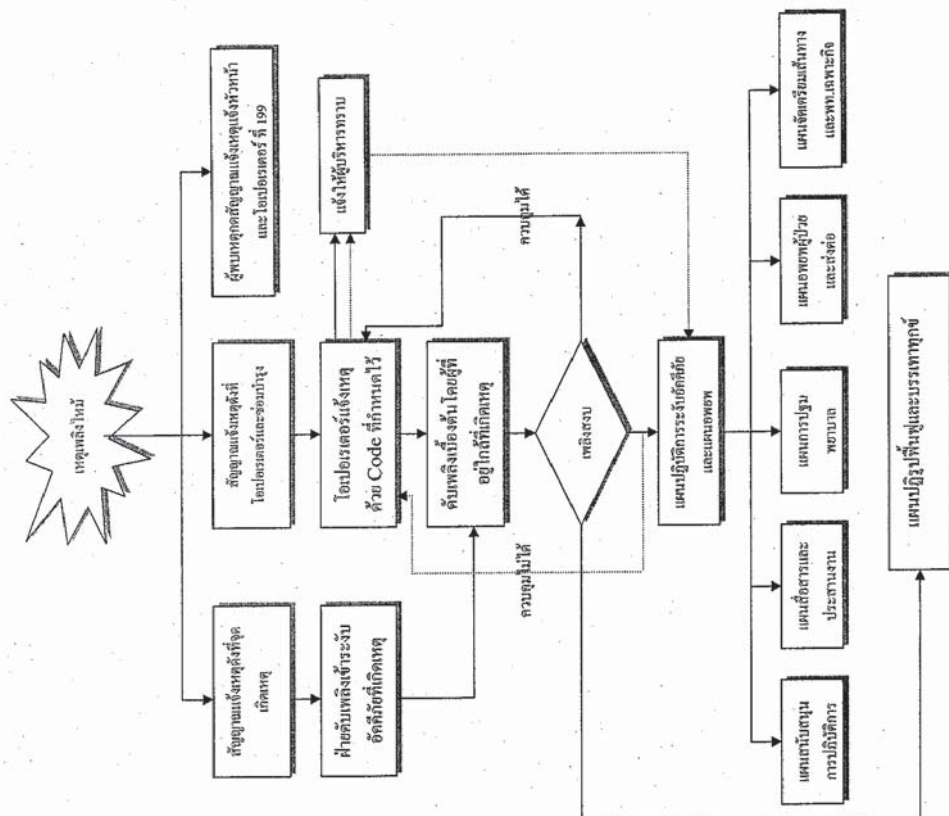 เหตุเพลิงไหม้
สัญญาณแจ้งเหตุดังที่จุด
เกิดเหตุ
สัญญาณแจ้งเหตุดังที่
โอเปอเรเตอร์และซ่อมบำรุง
ผู้พบเหตุกดสัญญาณแจ้งเหตุแจ้งหัวหน้า
และโอเปอเรเตอร์ ที่ 199
ฝ่ายดับเพลิงเข้าระงับ
อัคคีภัยที่เกิดเหตุ
โอเปอเรเตอร์แจ้งเหตุ
ด้วย Code ที่กำหนดไว้
แจ้งให้ผู้บริหารทราบ
ดับเพลิงเบื้องต้น โดยผู้ที่
อยู่ใกล้ที่เกิดเหตุ
ควบคุมไม่ได้
เพลิงสงบ
ควบคุมได้
แผนปฏิบัติการระงับอัคคีภัย
และแผนอพยพ
แผนสนับสนุน
การปฏิบัติการ
แผนสื่อสารและ
ประสานงาน
แผนการปฐม
พยาบาล
แผนอพยพผู้ป่วย
และส่งต่อ
แผนจัดเตรียมเส้นทาง
และพท.เฉพาะกิจ
แผนปฏิรูปฟื้นฟูและบรรเทาทุกข์